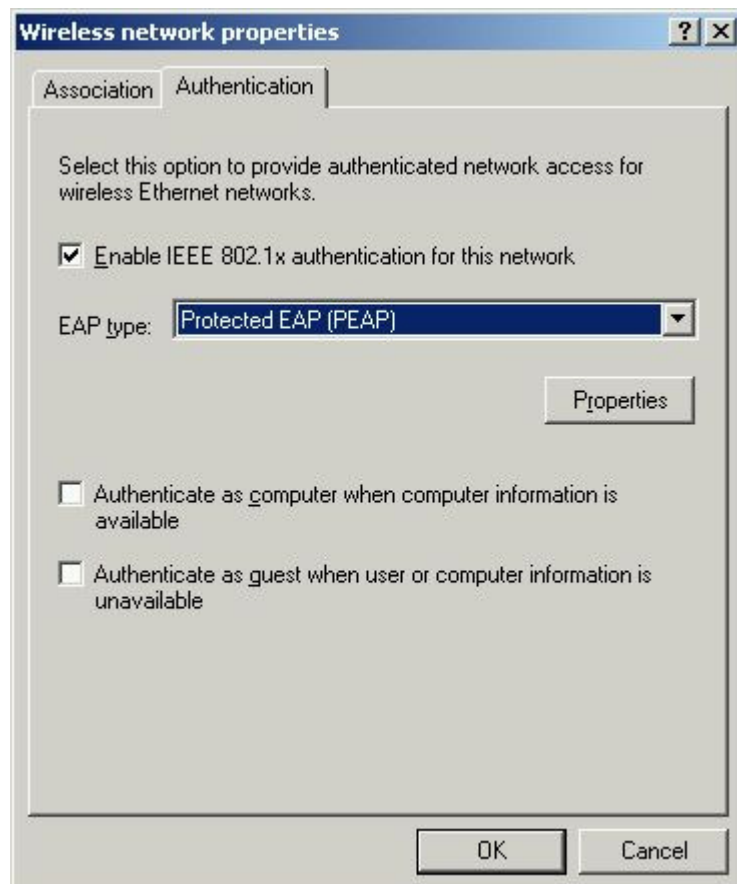 Wireless network properties
Association Authentication
Select this option to provide authenticated network access for
wireless Ethernet networks.
Enable IEEE 802.1x authentication for this network
EAP type: Protected EAP (PEAP)
Properties
Authenticate as computer when computer information is
available
Authenticate as guest when user or computer information is
unavailable
OK Cancel